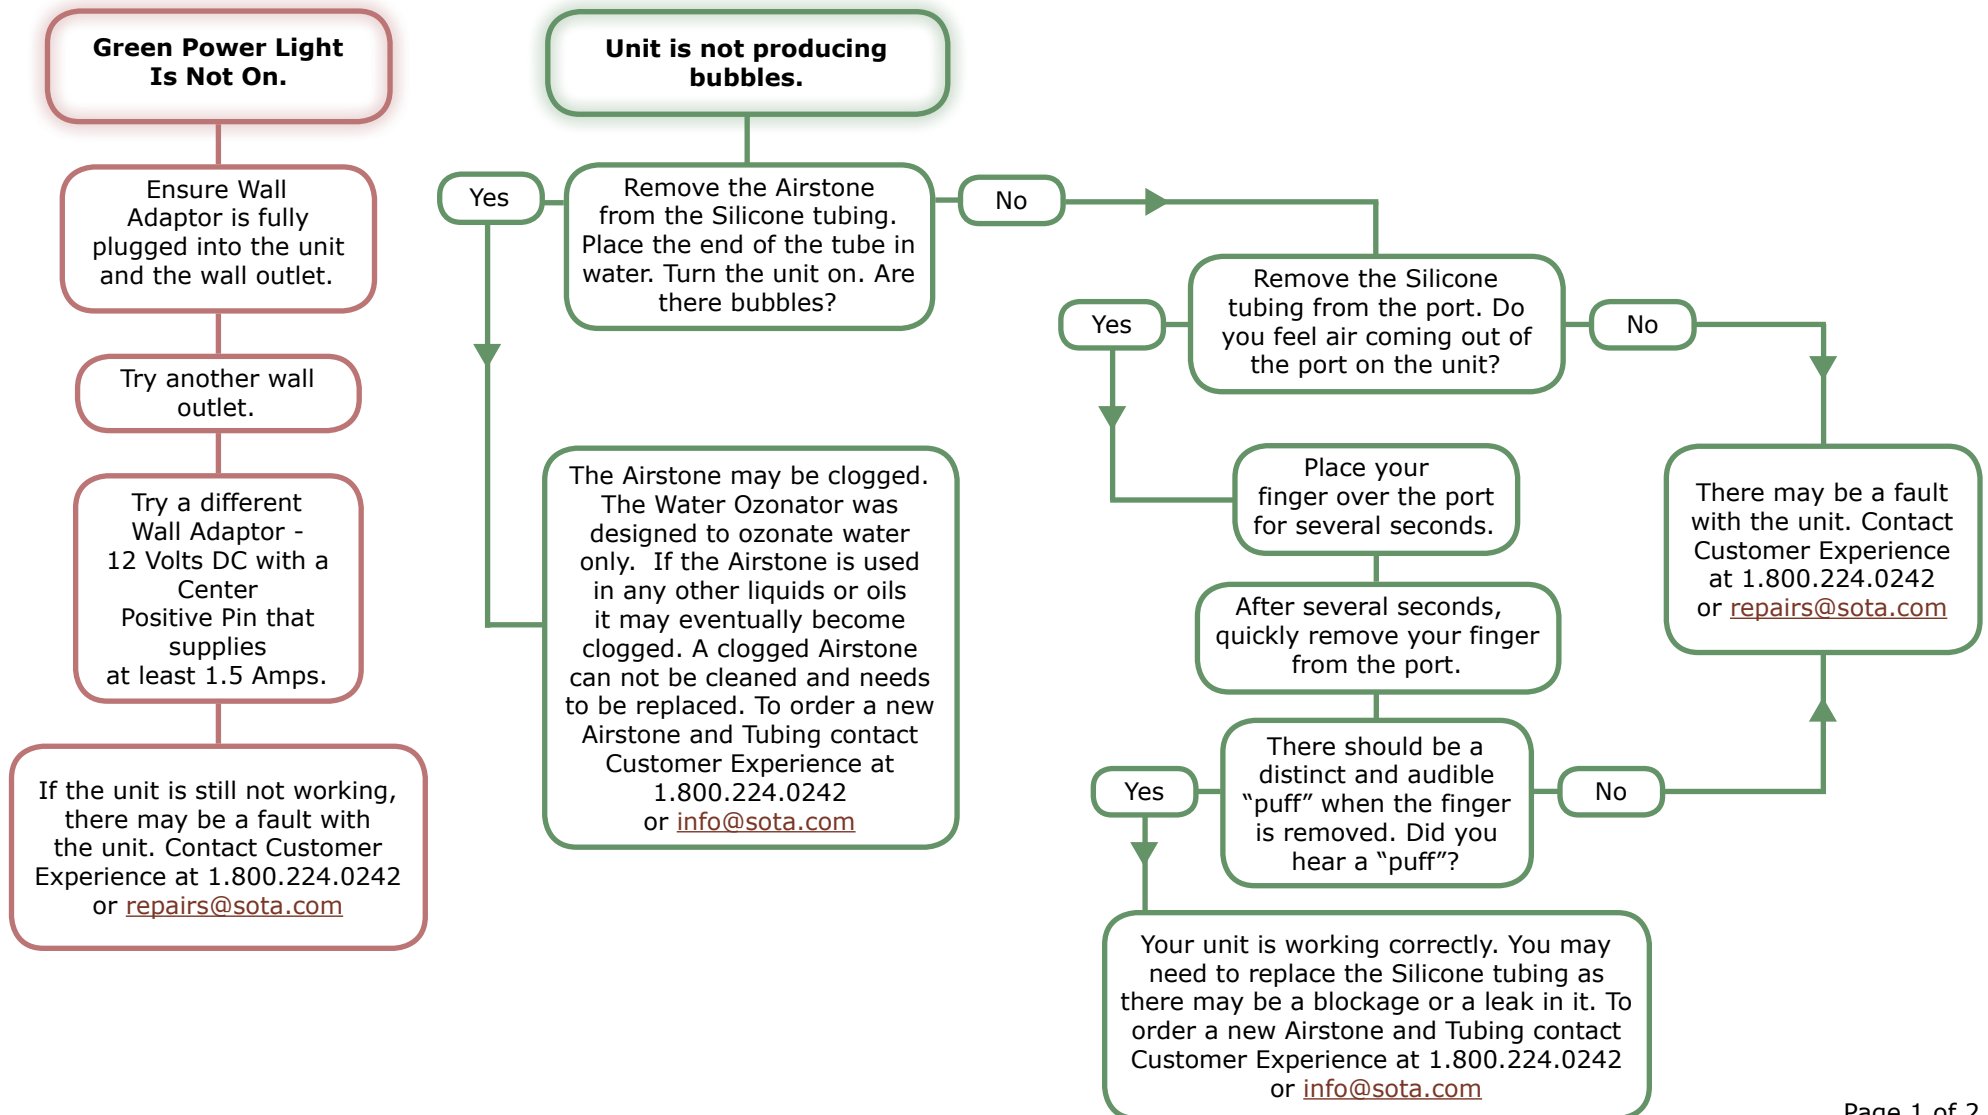 Green Power Light
Is Not On.
Ensure Wall
Adaptor is fully
plugged into the unit
and the wall outlet.
Try another wall
outlet.
Try a different
Wall Adaptor -
12 Volts DC with a
Center
Positive Pin that
supplies
at least 1.5 Amps.
If the unit is still not working,
there may be a fault with
the unit. Contact Customer
Experience at 1.800.224.0242
or repairs@sota.com
Unit is not producing
bubbles.
Remove the Airstone
from the Silicone tubing.
Place the end of the tube in
water. Turn the unit on. Are
there bubbles?
Yes
The Airstone may be clogged.
The Water Ozonator was
designed to ozonate water
only.  If the Airstone is used
in any other liquids or oils
it may eventually become
clogged. A clogged Airstone
can not be cleaned and needs
to be replaced. To order a new
Airstone and Tubing contact
Customer Experience at
1.800.224.0242
or info@sota.com
No
Remove the Silicone
tubing from the port. Do
you feel air coming out of
the port on the unit?
Yes
Place your
finger over the port
for several seconds.
After several seconds,
quickly remove your finger
from the port.
There should be a
distinct and audible
“puff” when the finger
is removed. Did you
hear a “puff”?
Yes
Your unit is working correctly. You may
need to replace the Silicone tubing as
there may be a blockage or a leak in it. To
order a new Airstone and Tubing contact
Customer Experience at 1.800.224.0242
or info@sota.com
No
No
There may be a fault
with the unit. Contact
Customer Experience
at 1.800.224.0242
or repairs@sota.com
Page 1 of 2